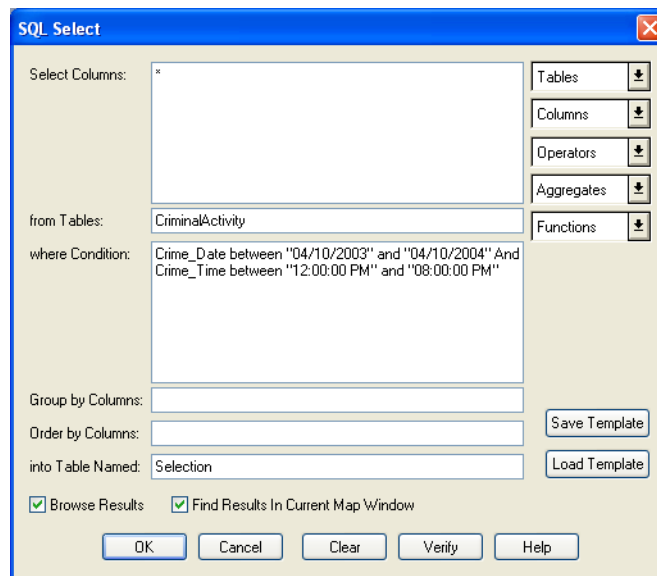 SQL Select
Select Columns:
*
Tables
Columns
Operators
Aggregates
Functions
from Tables:
CriminalActivity
where Condition:
Crime_Date between "04/10/2003" and "04/10/2004" And
Crime_Time between "12:00:00 PM" and "08:00:00 PM"
Group by Columns:
Order by Columns:
into Table Named:
Selection
Save Template
Load Template
Browse Results
Find Results In Current Map Window
OK
Cancel
Clear
Verify
Help